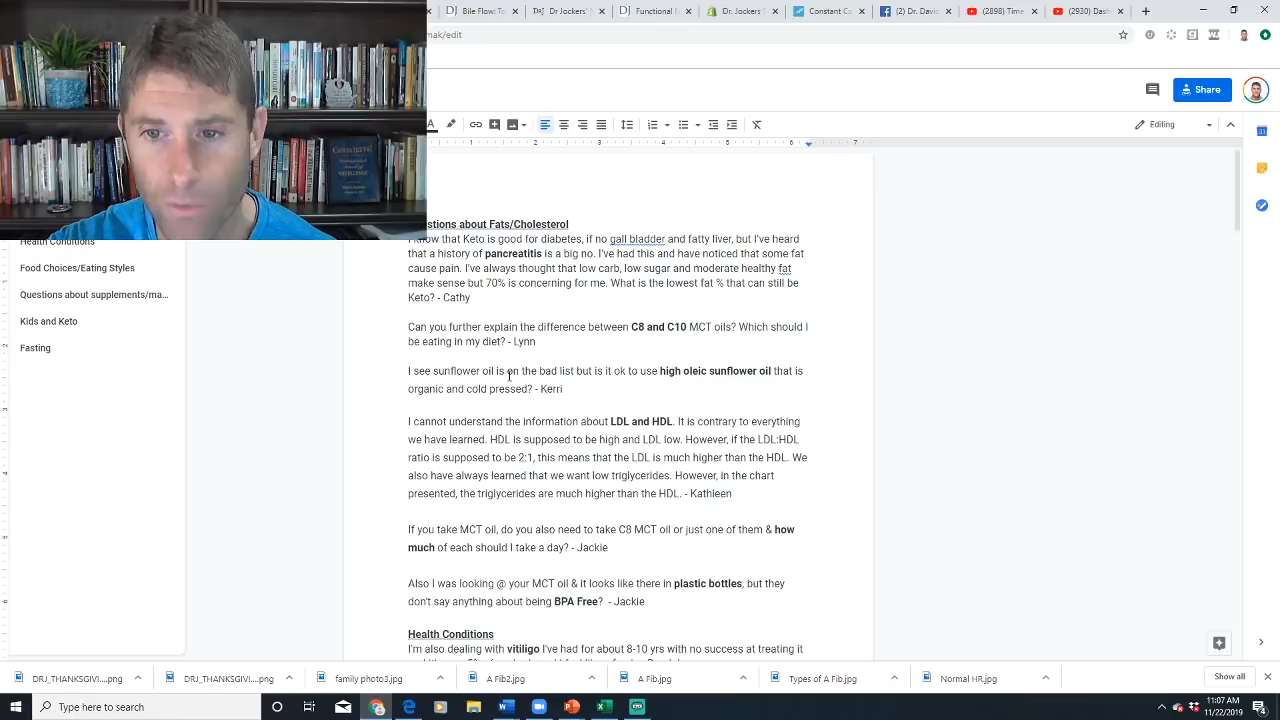 Bile Flow: To
Dr. Jockers'
Functional I
Dr. Jockers S
Constant Co
(2) Dr. David
(2898) Time
(2930) Dash
mak/edit
Share
Editing
1 2 3 4 5 6 7
stions about Fats/Cholesterol
I know that Keto is good for diabetes, if no gall bladder and fatty liver, but I've heard
that a history of pancreatitis is a big no. I've had this and have noticed that some fat
cause pain. I've always thought that low carb, low sugar and moderate healthy fat
make sense but 70% is concerning for me. What is the lowest fat % that can still be
Keto? - Cathy
Can you further explain the difference between C8 and C10 MCT oils? Which should I
be eating in my diet? - Lynn
I see sunflower oil is on the bad list but is it ok to use high oleic sunflower oil that is
organic and cold pressed? - Kerri
I cannot understand the information about LDL and HDL. It is contrary to everything
we have learned. HDL is supposed to be high and LDL low. However, if the LDL:HDL
ratio is supposed to be 2:1, this means that the LDL is much higher than the HDL. We
also have always learned that we want low triglycerides. However, in the chart
presented, the triglycerides are much higher than the HDL. - Kathleen
If you take MCT oil, do you also need to take C8 MCT oil or just one of them & how
much of each should I take a day? - Jackie
Also I was looking @ your MCT oil & it looks like there in plastic bottles, but they
don't say anything about being BPA Free? - Jackie
Health Conditions
I'm also dealing with vitiligo I've had for about 8-10 yrs with no success at treating it
Health Conditions
Food Choices/Eating Styles
Questions about supplements/ma...
Kids and Keto
Fasting
DRJ_THANKSGIVI....png
DRJ_THANKSGIVI....png
family photo3.jpg
A Fib2.jpg
A Fib.jpg
Types of A Fib.jpg
Normal HR.jpg
Show all
Type here to search
11:07 AM
11/22/2019